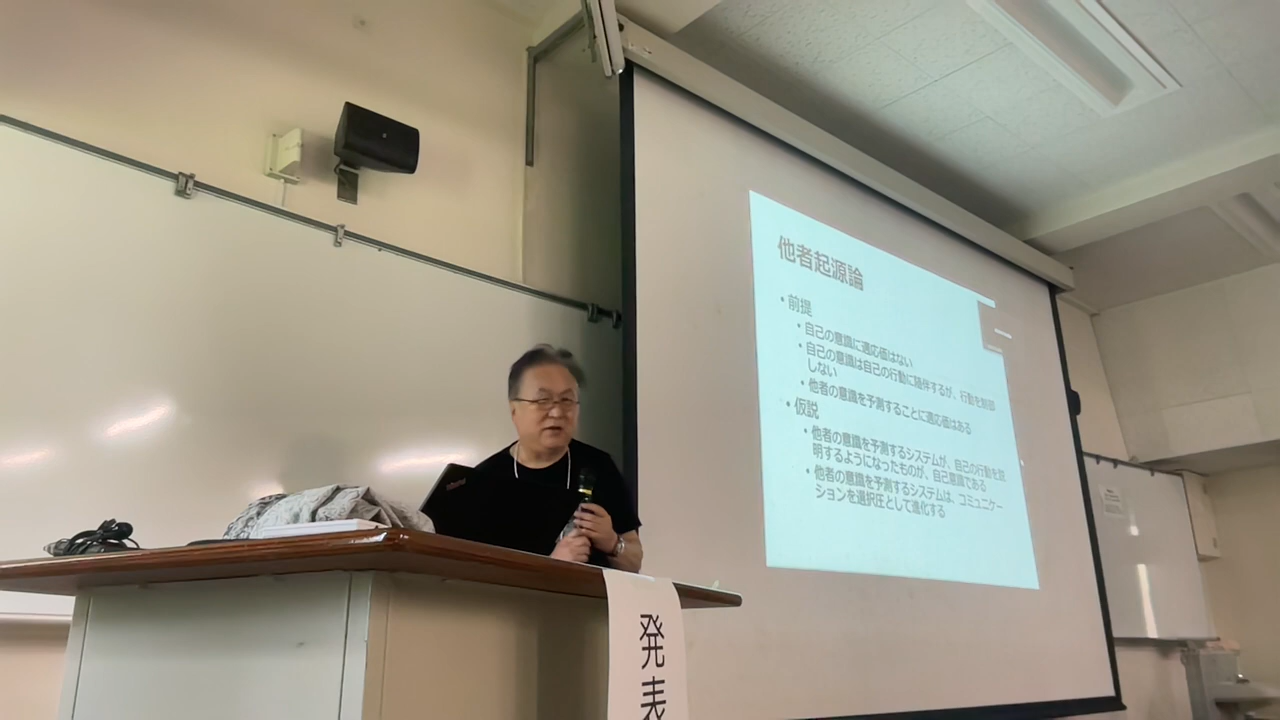 他者起源論
・前提
・自己の意識に適応価はない
・自己の意識は自己の行動に随伴するが、行動を制御
しない
・他者の意識を予測することに適応価はある
・仮説
・他者の意識を予測するシステムが、自己の行動を説
明するようになったものが、自己意識である
・他者の意識を予測するシステムは、コミュニケー
ションを選択圧として進化する
発表